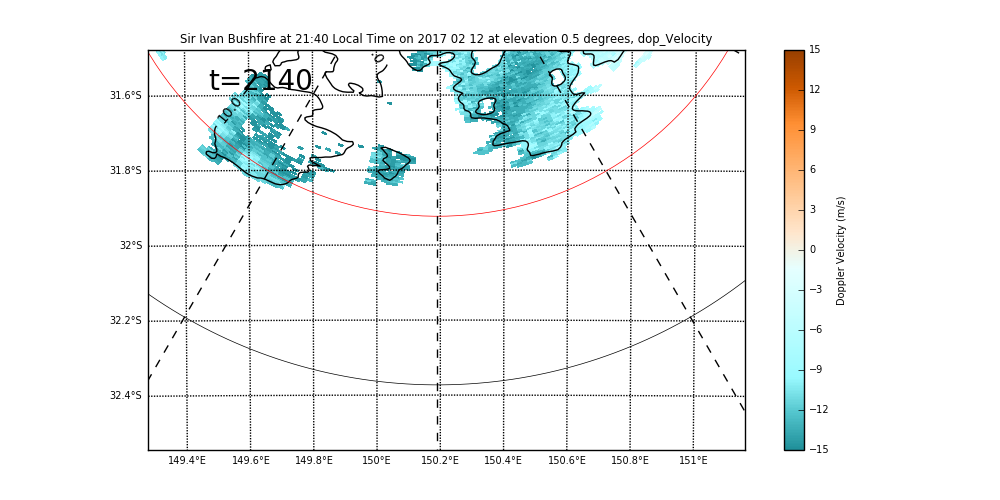 Sir Ivan Bushfire at 21:40 Local Time on 2017 02 12 at elevation 0.5 degrees, dop_Velocity
t=2140
10.0
31.6°S
31.8°S
32°S
32.2°S
32.4°S
149.4°E 149.6°E 149.8°E 150°E 150.2°E 150.4°E 150.6°E 150.8°E 151°E
15
12
9
6
3
0
−3
−6
−9
−12
−15
Doppler Velocity (m/s)